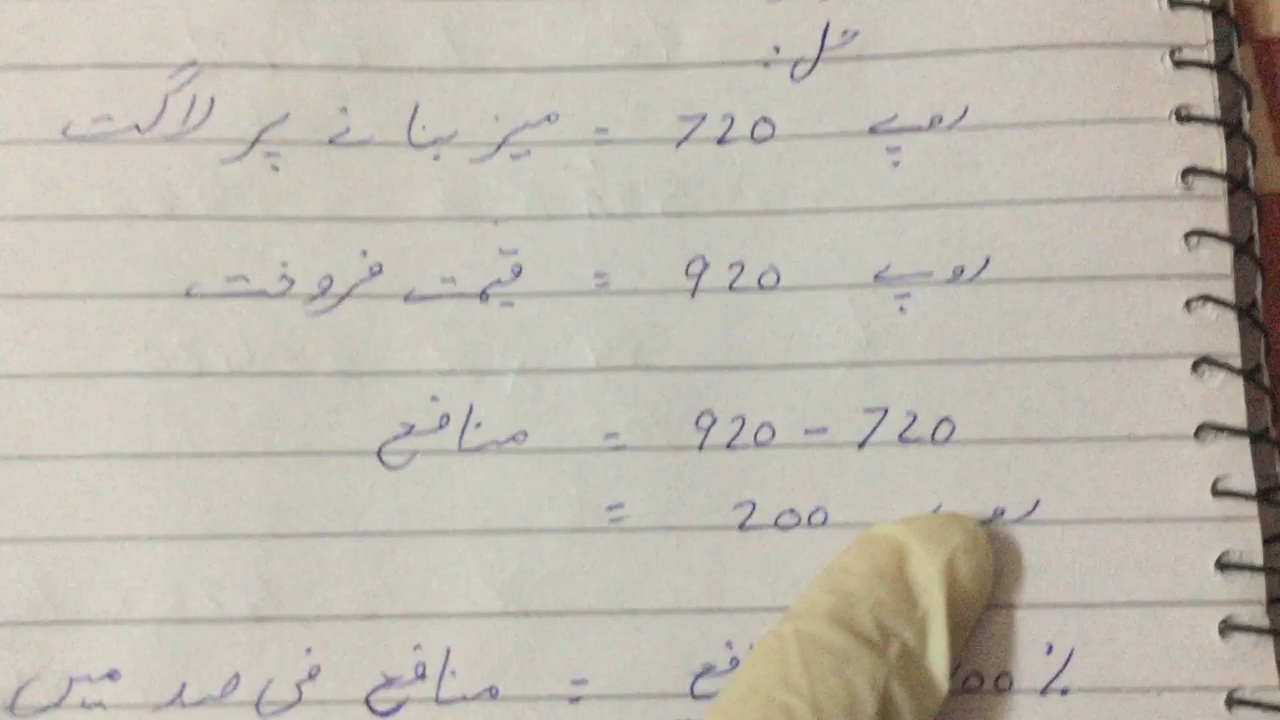 حل:
میز بنانے پر لاگت = 720 روپے
قیمت فروخت = 920 روپے
منافع = 920 - 720
= 200
منافع فی صد میں = 00%